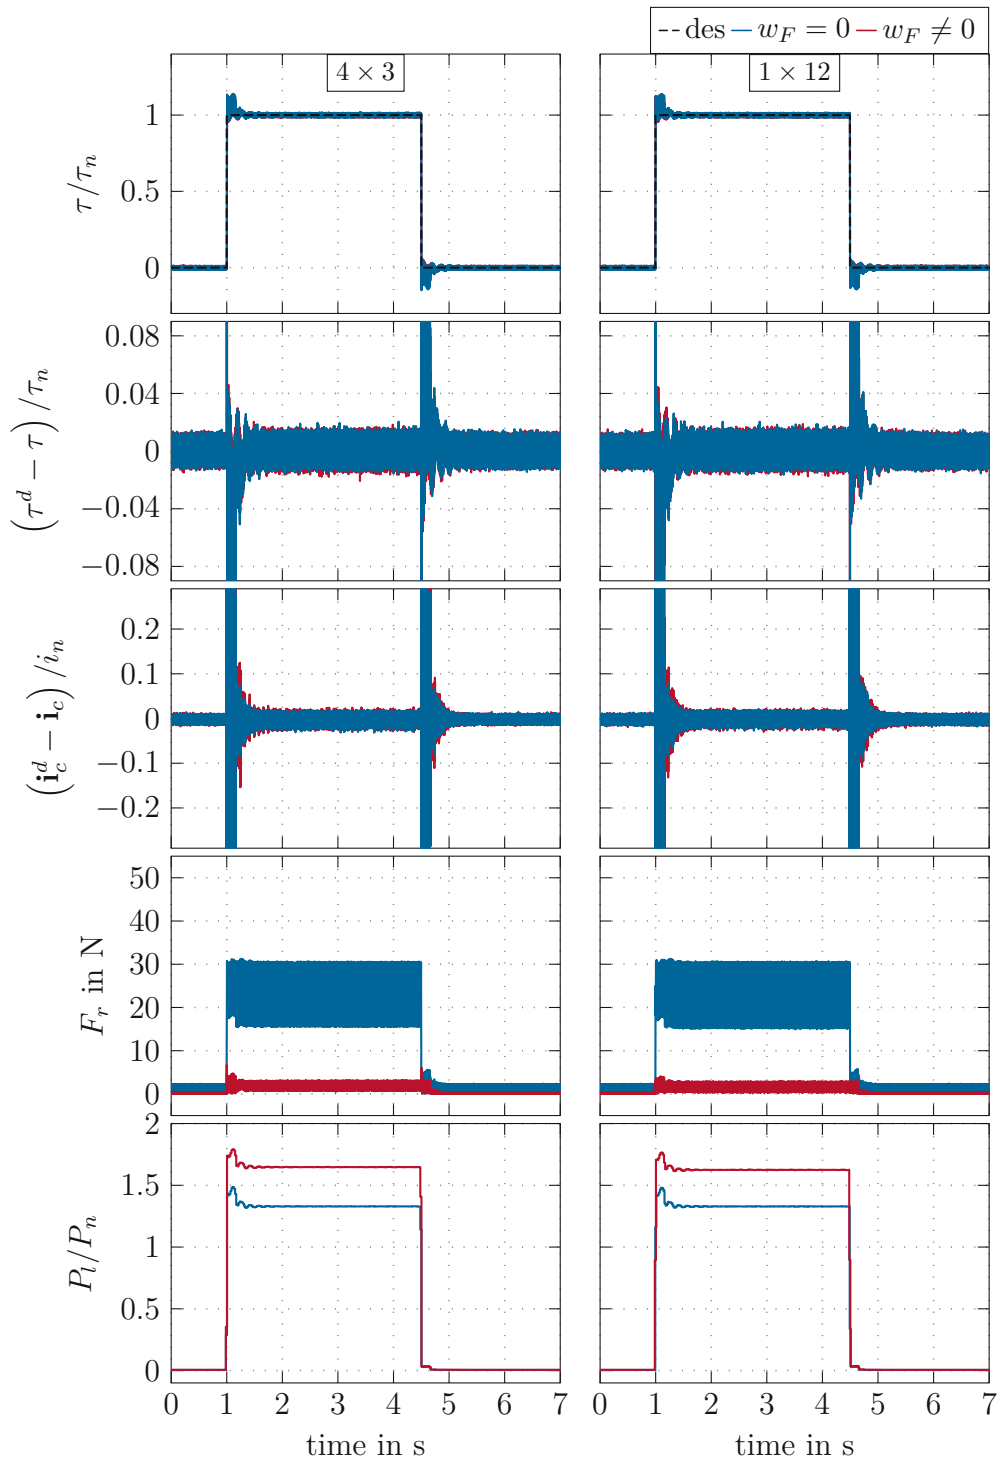 des w_F = 0 w_F ≠ 0
4 × 3 1 × 12
τ/τ_n
1
0.5
0
(τ^d − τ)/τ_n
0.08
0.04
0
−0.04
−0.08
(i_c^d − i_c)/i_n
0.2
0.1
0
−0.1
−0.2
F_r in N
50
40
30
20
10
0
P_l/P_n
2
1.5
1
0.5
0
0 1 2 3 4 5 6 7 0 1 2 3 4 5 6 7
time in s time in s